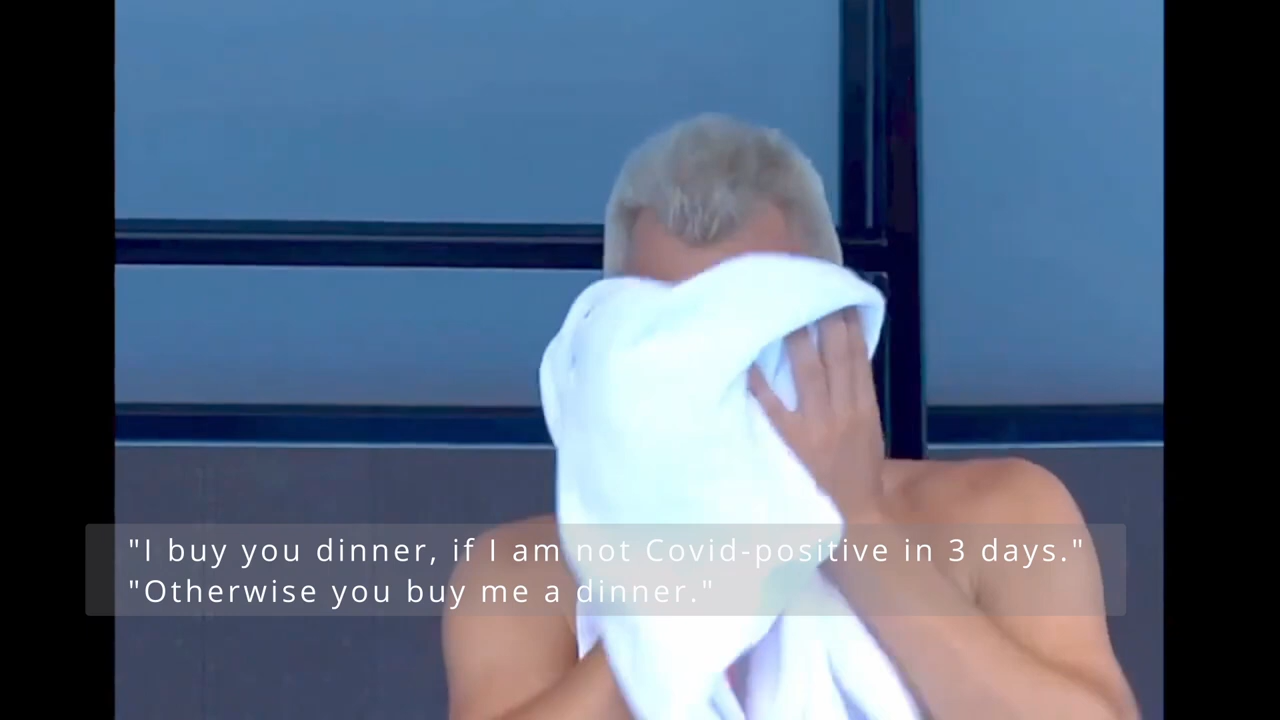 "I buy you dinner, if I am not Covid-positive in 3 days."
"Otherwise you buy me a dinner."